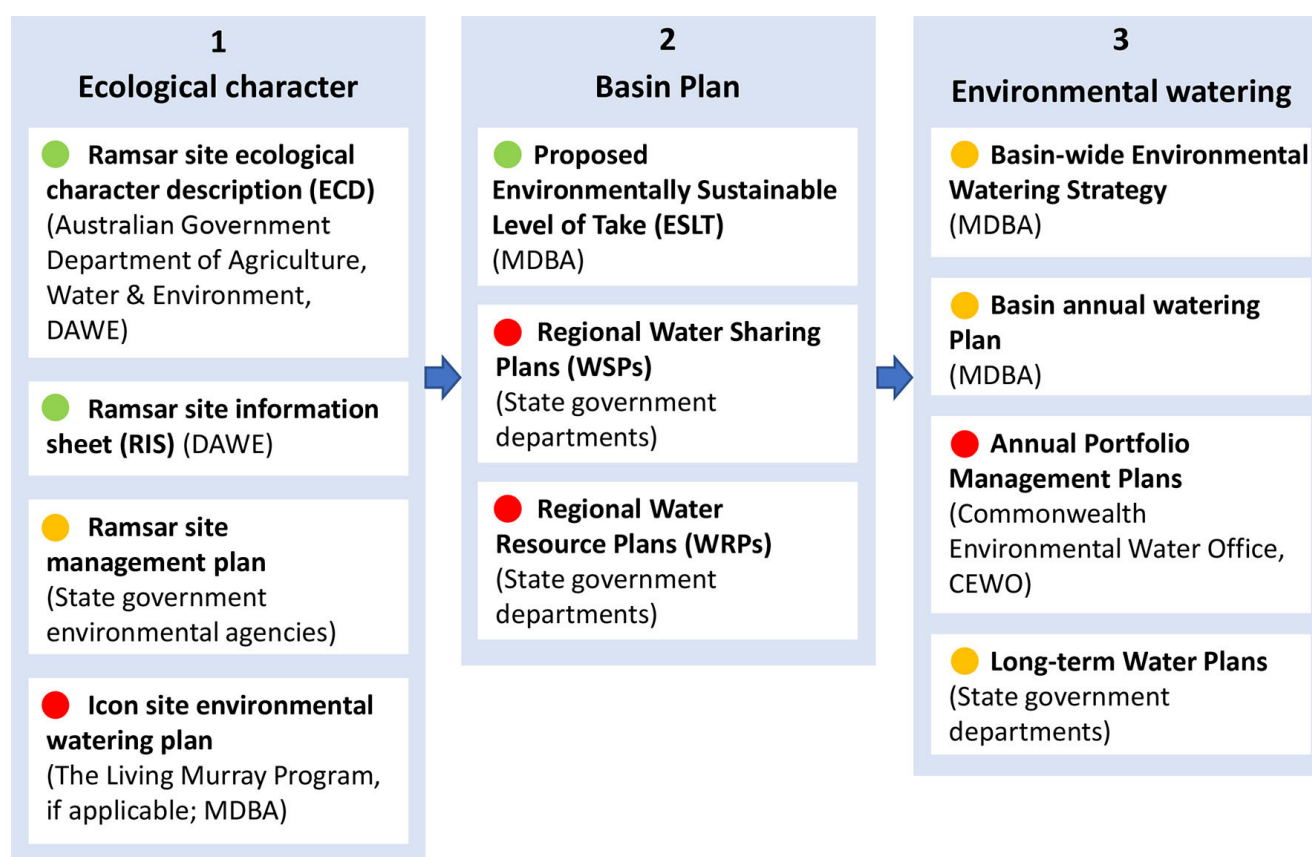 1
Ecological character
Ramsar site ecological
character description (ECD)
(Australian Government
Department of Agriculture,
Water & Environment,
DAWE)
Ramsar site information
sheet (RIS) (DAWE)
Ramsar site
management plan
(State government
environmental agencies)
Icon site environmental
watering plan
(The Living Murray Program,
if applicable; MDBA)
2
Basin Plan
Proposed
Environmentally Sustainable
Level of Take (ESLT)
(MDBA)
Regional Water Sharing
Plans (WSPs)
(State government
departments)
Regional Water
Resource Plans (WRPs)
(State government
departments)
3
Environmental watering
Basin-wide Environmental
Watering Strategy
(MDBA)
Basin annual watering
Plan
(MDBA)
Annual Portfolio
Management Plans
(Commonwealth
Environmental Water Office,
CEWO)
Long-term Water Plans
(State government
departments)